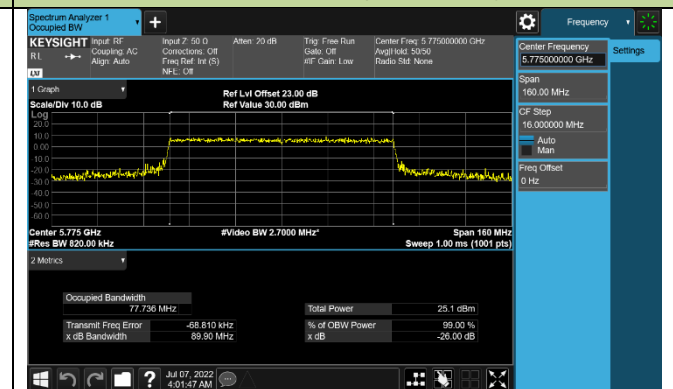 Spectrum Analyzer 1
Occupied BW
+
Frequency
KEYSIGHT Input: RF Input Z: 50 Ω Atten: 20 dB Trig: Free Run Center Freq: 5.775000000 GHz
RL Coupling: AC Corrections: Off Gate: Off Avg|Hold: 50/50
Align: Auto Freq Ref: Int (S) #IF Gain: Low Radio Std: None
LXI NFE: Off
Center Frequency
5.775000000 GHz
Settings
Span
160.00 MHz
CF Step
16.000000 MHz
Auto
Man
Freq Offset
0 Hz
1 Graph
Ref Lvl Offset 23.00 dB
Scale/Div 10.0 dB Ref Value 30.00 dBm
Log
20.0
10.0
0.00
-10.0
-20.0
-30.0
-40.0
-50.0
-60.0
Center 5.775 GHz #Video BW 2.7000 MHz* Span 160 MHz
#Res BW 820.00 kHz Sweep 1.00 ms (1001 pts)
2 Metrics
Occupied Bandwidth
77.736 MHz Total Power 25.1 dBm
Transmit Freq Error -68.810 kHz % of OBW Power 99.00 %
x dB Bandwidth 89.90 MHz x dB -26.00 dB
? Jul 07, 2022
4:01:47 AM